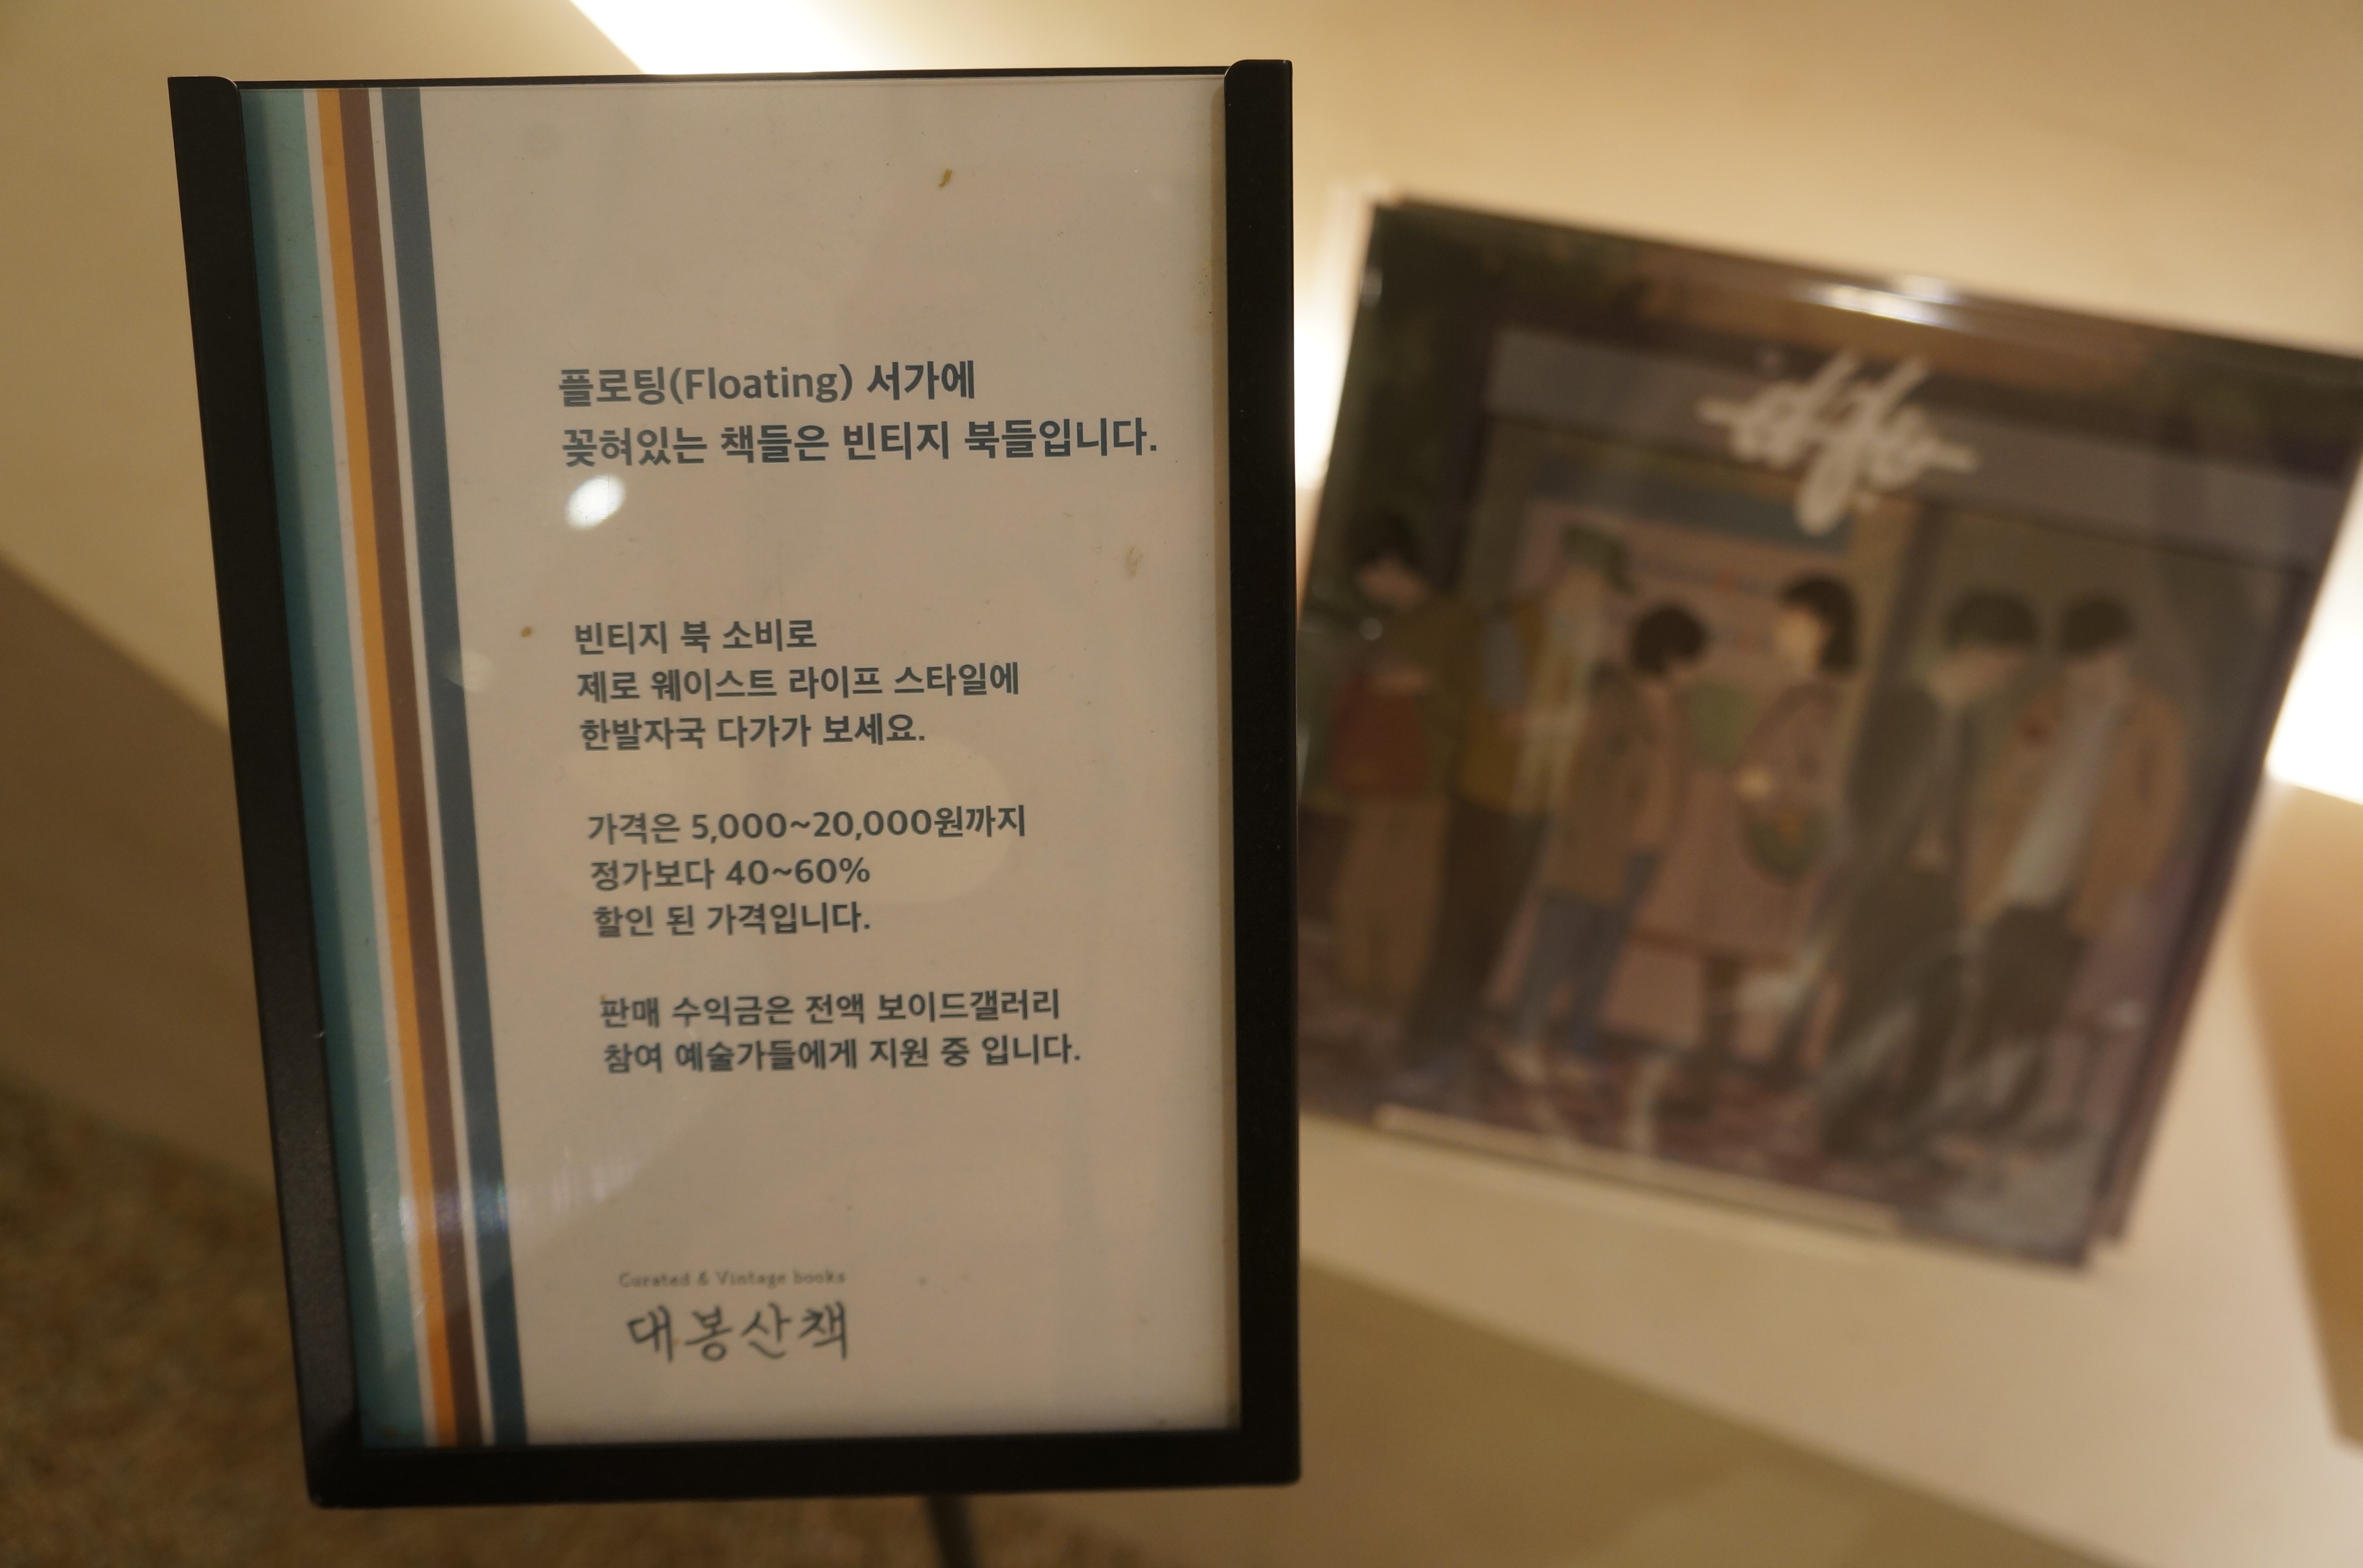 플로팅(Floating) 서가에
꽂혀있는 책들은 빈티지 북들입니다.
빈티지 북 소비로
제로 웨이스트 라이프 스타일에
한발자국 다가가 보세요.
가격은 5,000~20,000원까지
정가보다 40~60%
할인 된 가격입니다.
판매 수익금은 전액 보이드갤러리
참여 예술가들에게 지원 중 입니다.
Curated & Vintage books
대봉산책